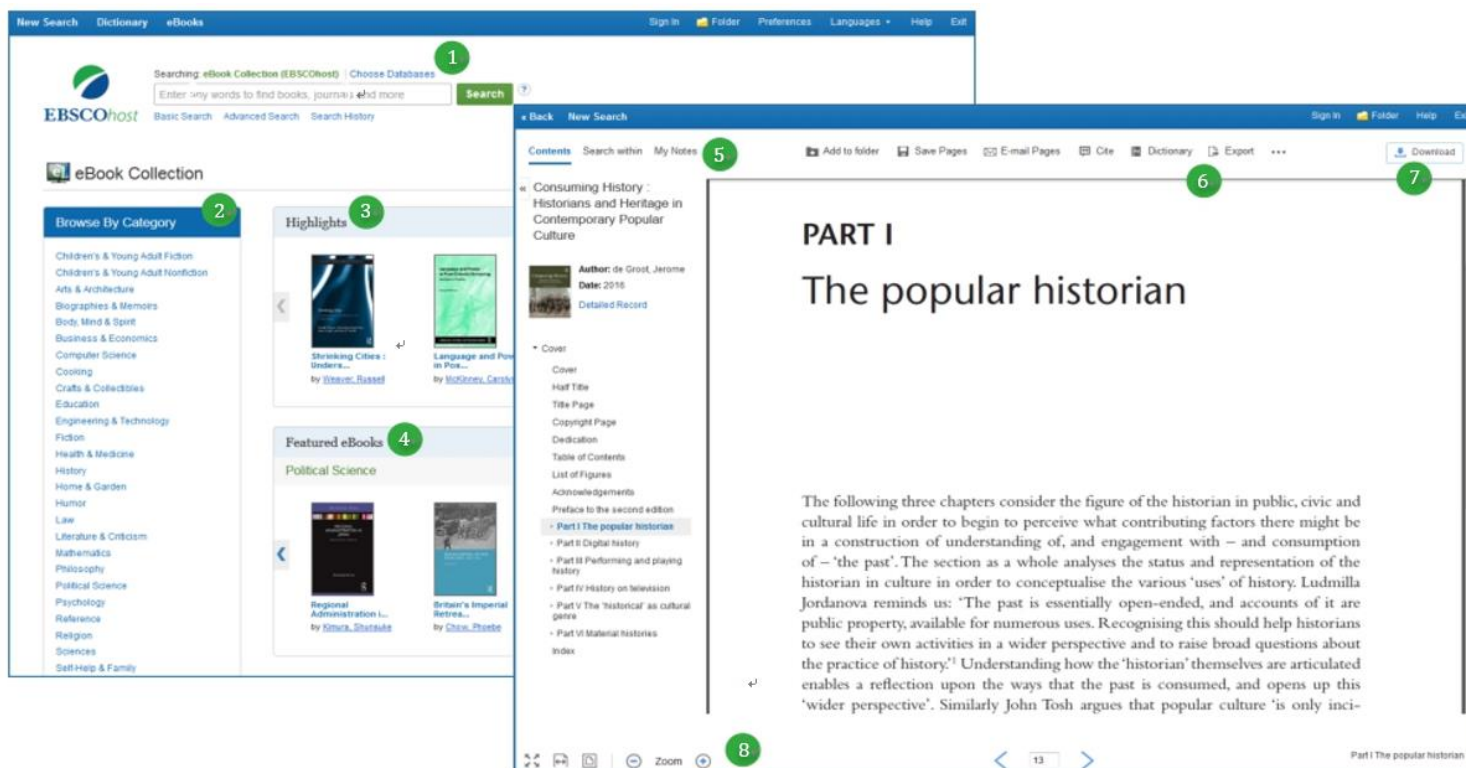 New Search Dictionary eBooks Sign In Folder Preferences Languages Help Exit
1
Searching: eBook Collection (EBSCOhost) Choose Databases
Enter any words to find books, journals and more Search
EBSCOhost
Basic Search Advanced Search Search History
eBook Collection
2
Browse By Category
Children's & Young Adult Fiction
Children's & Young Adult Nonfiction
Arts & Architecture
Biographies & Memoirs
Body, Mind & Spirit
Business & Economics
Computer Science
Cooking
Crafts & Collectibles
Education
Engineering & Technology
Fiction
Health & Medicine
History
Home & Garden
Humor
Law
Literature & Criticism
Mathematics
Philosophy
Political Science
Psychology
Reference
Religion
Sciences
Self-Help & Family
Highlights 3
Shrinking Cities :
Unders...
by Weaver, Russell
Language and Pow
in Pos...
by McKinney, Carolyn
Featured eBooks 4
Political Science
Regional
Administration i...
by Kimura, Shunsuke
Britain's Imperial
Retrea...
by Chow, Phoebe
« Back New Search Sign In Folder Help Ex
Contents Search within My Notes 5
Add to folder Save Pages E-mail Pages Cite Dictionary Export ...
6
Download
7
« Consuming History :
Historians and Heritage in
Contemporary Popular
Culture
Author: de Groot, Jerome
Date: 2016
Detailed Record
Cover
Cover
Half Title
Title Page
Copyright Page
Dedication
Table of Contents
List of Figures
Acknowledgements
Preface to the second edition
Part I The popular historian
Part II Digital history
Part III Performing and playing
history
Part IV History on television
Part V The 'historical' as cultural
genre
Part VI Material histories
Index
PART I
The popular historian
The following three chapters consider the figure of the historian in public, civic and
cultural life in order to begin to perceive what contributing factors there might be
in a construction of understanding of, and engagement with – and consumption
of – 'the past'. The section as a whole analyses the status and representation of the
historian in culture in order to conceptualise the various 'uses' of history. Ludmilla
Jordanova reminds us: 'The past is essentially open-ended, and accounts of it are
public property, available for numerous uses. Recognising this should help historians
to see their own activities in a wider perspective and to raise broad questions about
the practice of history.'1 Understanding how the 'historian' themselves are articulated
enables a reflection upon the ways that the past is consumed, and opens up this
'wider perspective'. Similarly John Tosh argues that popular culture 'is only inci-
Zoom 8
13
Part I The popular historian